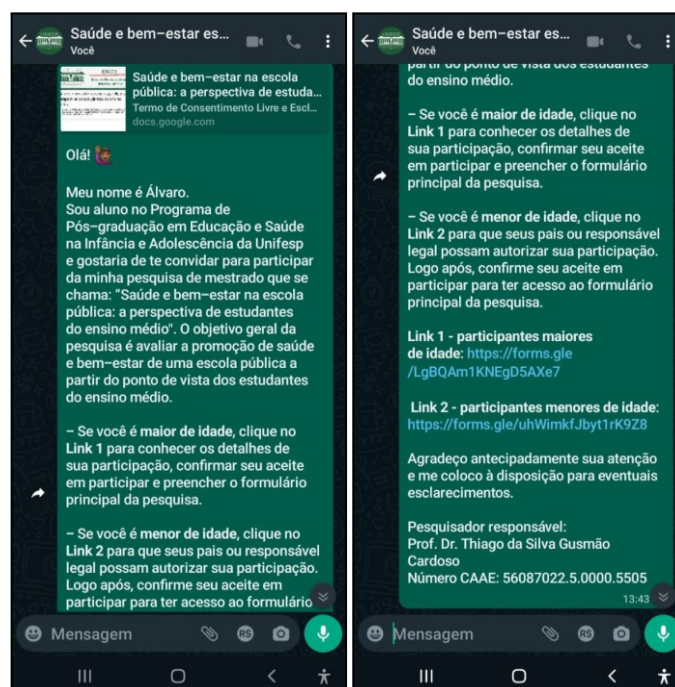 Saúde e bem-estar es...
Você
Saúde e bem-estar na escola
pública: a perspectiva de estuda...
Termo de Consentimento Livre e Escl...
docs.google.com
Olá!
Meu nome é Álvaro.
Sou aluno no Programa de
Pós-graduação em Educação e Saúde
na Infância e Adolescência da Unifesp
e gostaria de te convidar para participar
da minha pesquisa de mestrado que se
chama: “Saúde e bem-estar na escola
pública: a perspectiva de estudantes
do ensino médio". O objetivo geral da
pesquisa é avaliar a promoção de saúde
e bem-estar de uma escola pública a
partir do ponto de vista dos estudantes
do ensino médio.
– Se você é maior de idade, clique no
Link 1 para conhecer os detalhes de
sua participação, confirmar seu aceite
em participar e preencher o formulário
principal da pesquisa.
– Se você é menor de idade, clique no
Link 2 para que seus pais ou responsável
legal possam autorizar sua participação.
Logo após, confirme seu aceite em
participar para ter acesso ao formulário
Mensagem
RS
Saúde e bem-estar es...
Você
partir do ponto de vista dos estudantes
do ensino médio.
– Se você é maior de idade, clique no
Link 1 para conhecer os detalhes de
sua participação, confirmar seu aceite
em participar e preencher o formulário
principal da pesquisa.
– Se você é menor de idade, clique no
Link 2 para que seus pais ou responsável
legal possam autorizar sua participação.
Logo após, confirme seu aceite em
participar para ter acesso ao formulário
principal da pesquisa.
Link 1 - participantes maiores
de idade: https://forms.gle
/LgBQAm1KNEgD5AXe7
Link 2 - participantes menores de idade:
https://forms.gle/uhWimkfJbyt1rK9Z8
Agradeço antecipadamente sua atenção
e me coloco à disposição para eventuais
esclarecimentos.
Pesquisador responsável:
Prof. Dr. Thiago da Silva Gusmão
Cardoso
Número CAAE: 56087022.5.0000.5505
13:43
Mensagem
RS